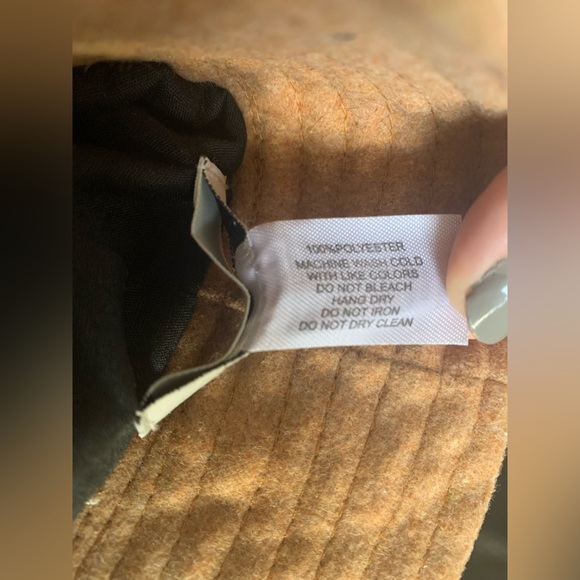 100%POLYESTER
MACHINE WASH COLD
WITH LIKE COLORS
DO NOT BLEACH
HANG DRY
DO NOT IRON
DO NOT DRY CLEAN